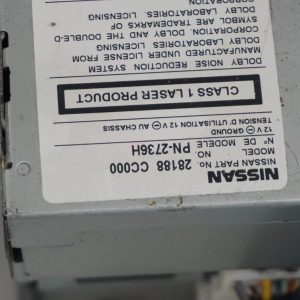 NISSAN
NISSAN PART NO. 28188 CC000
MODEL NO
Nº DE MODELE PN-2736H
12 V ⊖ GROUND
TENSION D'UTILISATION 12 V ⊖ AU CHASSIS
CLASS 1 LASER PRODUCT
DOLBY NOISE REDUCTION SYSTEM
MANUFACTURED UNDER LICENSE FROM
DOLBY LABORATORIES LICENSING
CORPORATION. DOLBY AND THE DOUBLE-D
SYMBOL ARE TRADEMARKS OF
DOLBY LABORATORIES LICENSING
CORPORATION